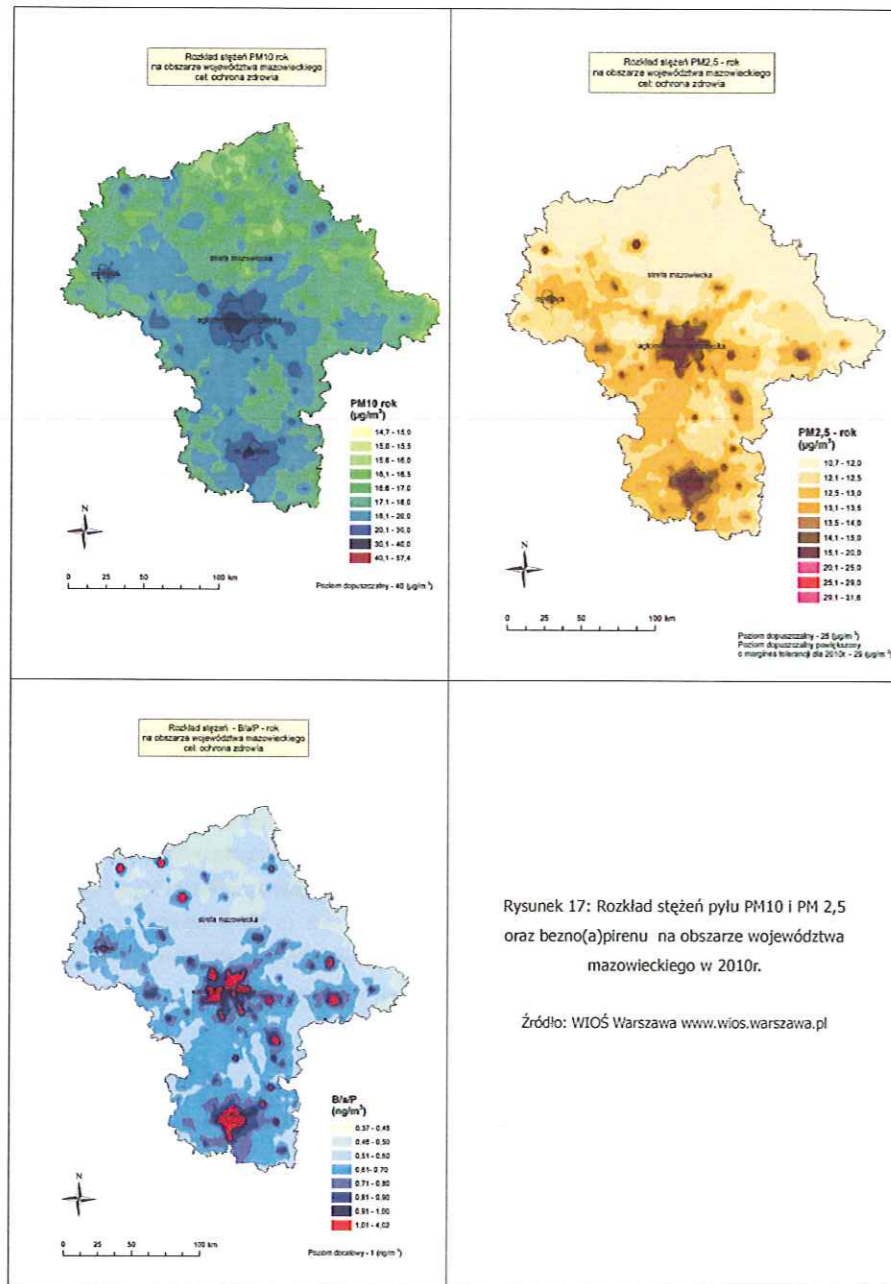 Rozkład stężeń PM10 rok
na obszarze województwa mazowieckiego
cel: ochrona zdrowia
strefa mazowiecka
PM10 rok
(µg/m³)
14,7 - 15,0
15,0 - 15,5
15,6 - 16,0
16,1 - 16,5
16,6 - 17,0
17,1 - 18,0
18,1 - 20,0
20,1 - 30,0
30,1 - 40,0
40,1 - 57,4
N
0 25 50 100 km
Poziom dopuszczalny - 40 (µg/m³)
Rozkład stężeń PM2,5 - rok
na obszarze województwa mazowieckiego
cel: ochrona zdrowia
strefa mazowiecka
PM2,5 - rok
(µg/m³)
10,7 - 12,0
12,1 - 12,5
12,5 - 13,0
13,1 - 13,5
13,5 - 14,0
14,1 - 15,0
15,1 - 20,0
20,1 - 25,0
25,1 - 29,0
29,1 - 31,6
N
0 25 50 100 km
Poziom dopuszczalny - 25 (µg/m³)
Poziom dopuszczalny powiększony
o margines tolerancji dla 2010r. - 29 (µg/m³)
Rozkład stężeń - B/a/P - rok
na obszarze województwa mazowieckiego
cel: ochrona zdrowia
strefa mazowiecka
B/a/P
(ng/m³)
0,37 - 0,45
0,46 - 0,50
0,51 - 0,60
0,61 - 0,70
0,71 - 0,80
0,81 - 0,90
0,91 - 1,00
1,01 - 4,02
N
0 25 50 100 km
Poziom docelowy - 1 (ng/m³)
Rysunek 17: Rozkład stężeń pyłu PM10 i PM 2,5
oraz bezno(a)pirenu na obszarze województwa
mazowieckiego w 2010r.
Źródło: WIOŚ Warszawa www.wios.warszawa.pl